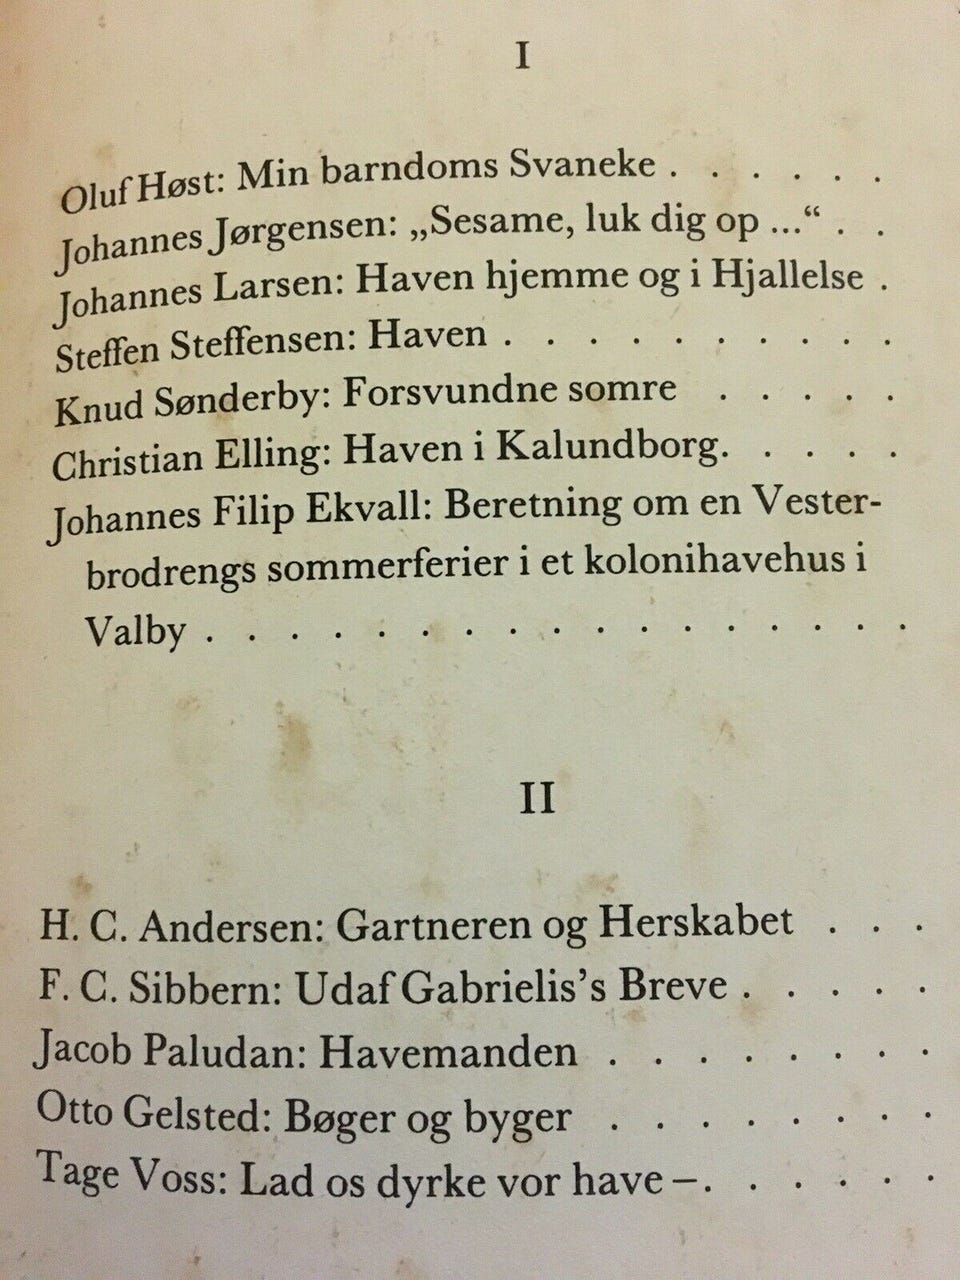 I
Oluf Høst: Min barndoms Svaneke . . . . . .
Johannes Jørgensen: „Sesame, luk dig op ...“ . .
Johannes Larsen: Haven hjemme og i Hjallelse .
Steffen Steffensen: Haven . . . . . . . . . .
Knud Sønderby: Forsvundne somre . . . . .
Christian Elling: Haven i Kalundborg. . . . .
Johannes Filip Ekvall: Beretning om en Vester-
brodrengs sommerferier i et kolonihavehus i
Valby . . . . . . . . . . . . . . . . .
II
H. C. Andersen: Gartneren og Herskabet . . .
F. C. Sibbern: Udaf Gabrielis’s Breve . . . . .
Jacob Paludan: Havemanden . . . . . . . .
Otto Gelsted: Bøger og byger . . . . . . . .
Tage Voss: Lad os dyrke vor have –. . . . . .